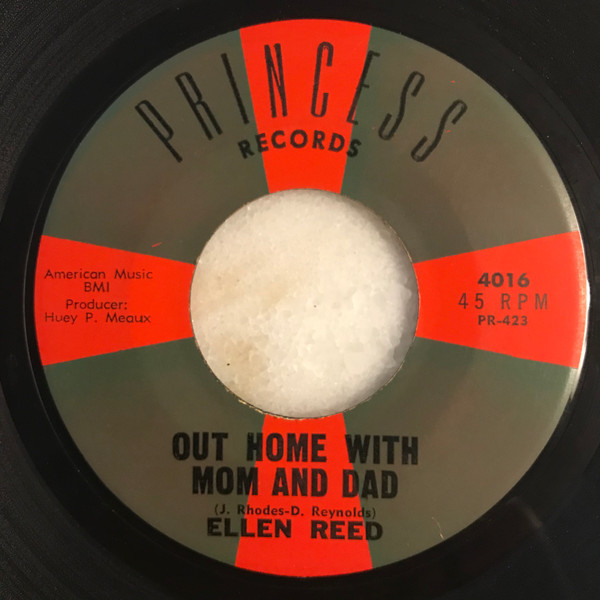 PRINCESS
RECORDS
American Music
BMI
Producer:
Huey P. Meaux
4016
45 RPM
PR-423
OUT HOME WITH
MOM AND DAD
(J. Rhodes-D. Reynolds)
ELLEN REED